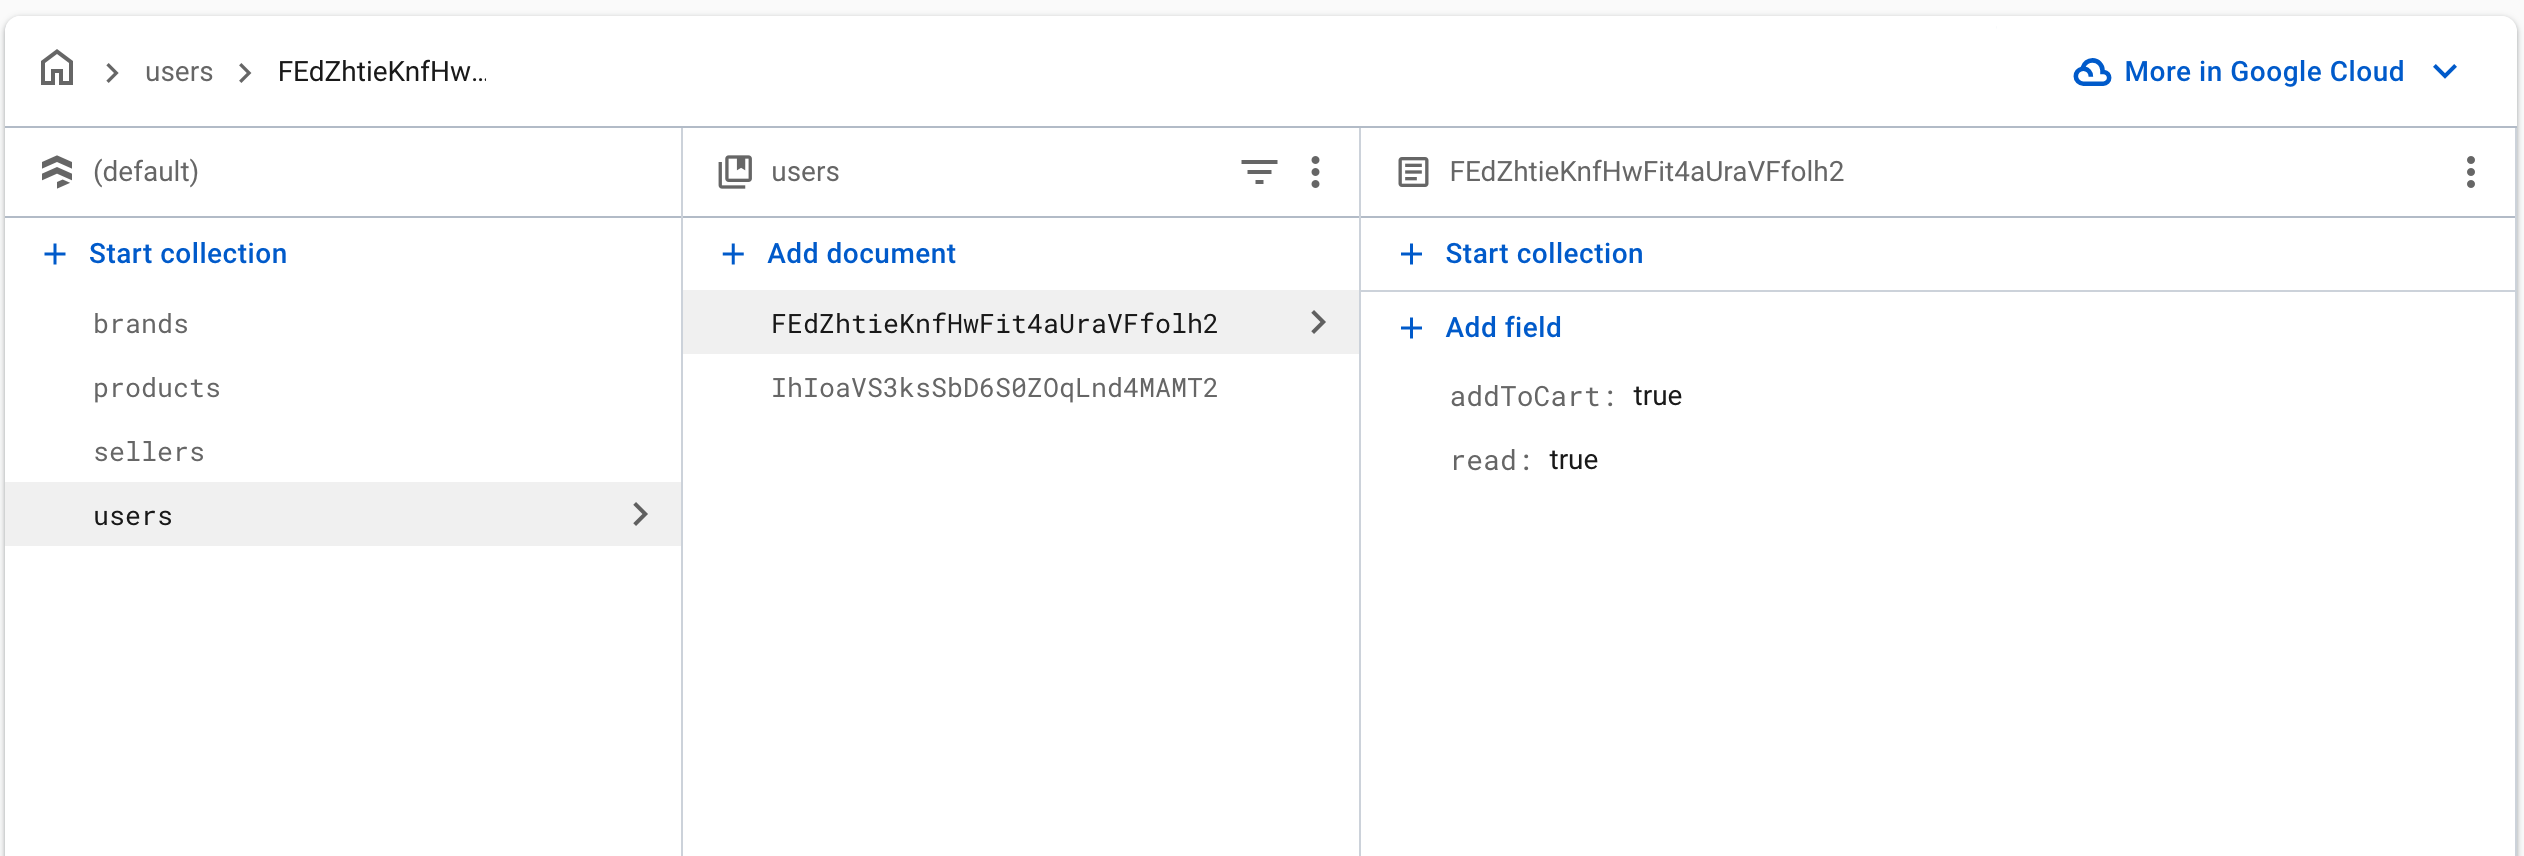 users
FEdZhtieKnfHw...
More in Google Cloud
(default)
users
FEdZhtieKnfHwFit4aUraVFfolh2
+ Start collection
+ Add document
+ Start collection
brands
products
sellers
users
FEdZhtieKnfHwFit4aUraVFfolh2
IhIoaVS3ksSbD6S0ZOqLnd4MAMT2
+ Add field
addToCart: true
read: true